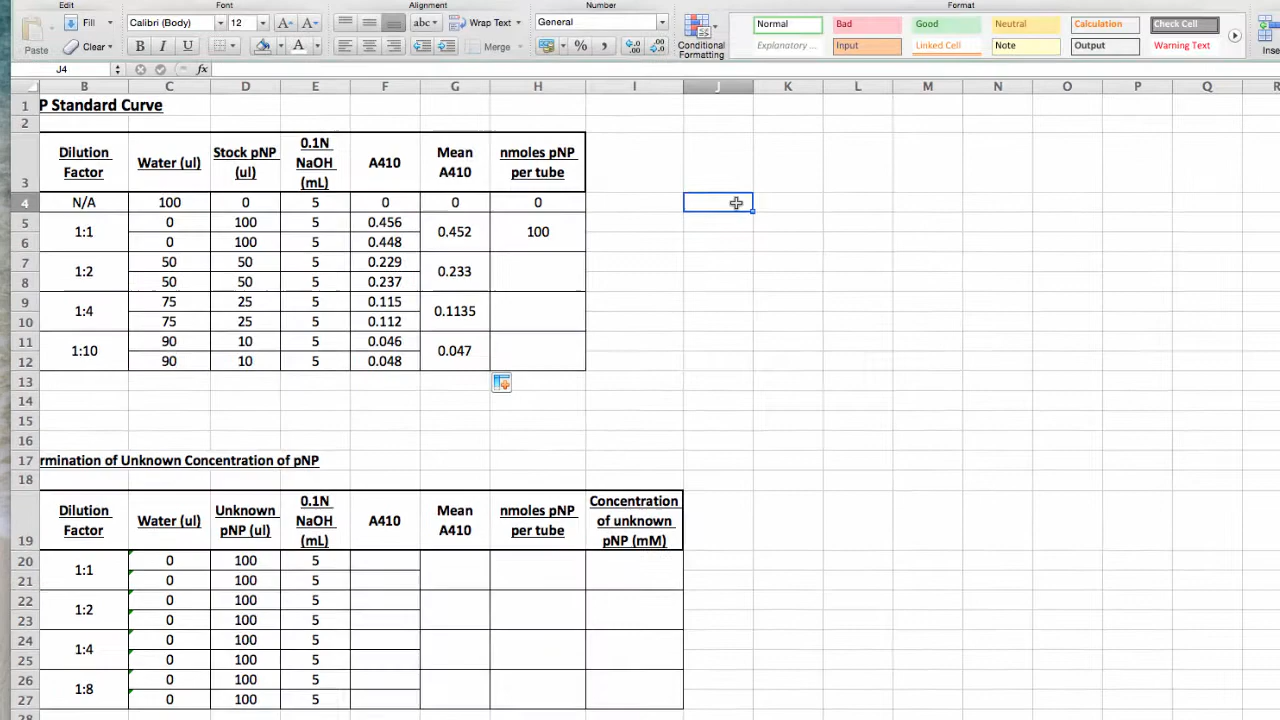 Edit Font Alignment Number Format
Fill Calibri (Body) 12 A A abc Wrap Text General Normal Bad Good Neutral Calculation Check Cell
Paste Clear B I U A Merge % , .0 .00 .00 .0 Conditional Formatting Explanatory ... Input Linked Cell Note Output Warning Text Inse
J4 fx
B C D E F G H I J K L M N O P Q R
1 P Standard Curve
2
3 Dilution Factor Water (ul) Stock pNP (ul) 0.1N NaOH (mL) A410 Mean A410 nmoles pNP per tube
4 N/A 100 0 5 0 0 0
5 1:1 0 100 5 0.456 0.452 100
6 0 100 5 0.448
7 1:2 50 50 5 0.229 0.233
8 50 50 5 0.237
9 1:4 75 25 5 0.115 0.1135
10 75 25 5 0.112
11 1:10 90 10 5 0.046 0.047
12 90 10 5 0.048
13
14
15
16
17 rmination of Unknown Concentration of pNP
18
19 Dilution Factor Water (ul) Unknown pNP (ul) 0.1N NaOH (mL) A410 Mean A410 nmoles pNP per tube Concentration of unknown pNP (mM)
20 1:1 0 100 5
21 0 100 5
22 1:2 0 100 5
23 0 100 5
24 1:4 0 100 5
25 0 100 5
26 1:8 0 100 5
27 0 100 5
28